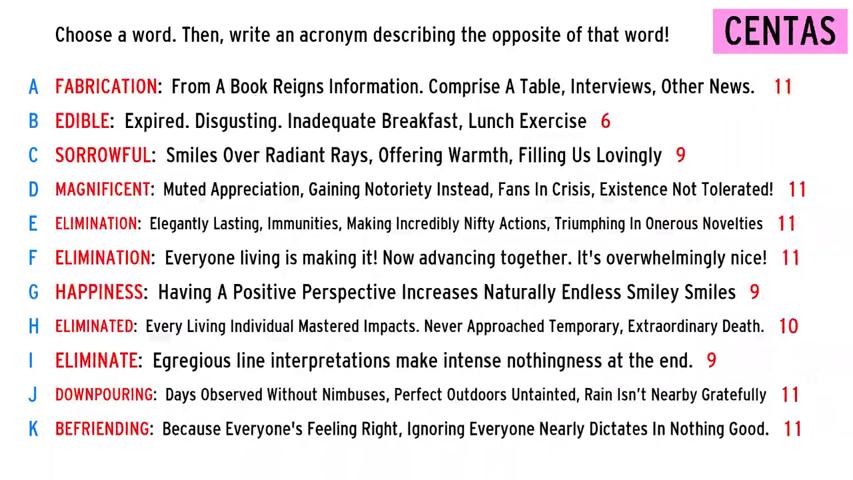 Choose a word. Then, write an acronym describing the opposite of that word!
CENTAS
A FABRICATION: From A Book Reigns Information. Comprise A Table, Interviews, Other News. 11
B EDIBLE: Expired. Disgusting. Inadequate Breakfast, Lunch Exercise 6
C SORROWFUL: Smiles Over Radiant Rays, Offering Warmth, Filling Us Lovingly 9
D MAGNIFICENT: Muted Appreciation, Gaining Notoriety Instead, Fans In Crisis, Existence Not Tolerated! 11
E ELIMINATION: Elegantly Lasting, Immunities, Making Incredibly Nifty Actions, Triumphing In Onerous Novelties 11
F ELIMINATION: Everyone living is making it! Now advancing together. It's overwhelmingly nice! 11
G HAPPINESS: Having A Positive Perspective Increases Naturally Endless Smiley Smiles 9
H ELIMINATED: Every Living Individual Mastered Impacts. Never Approached Temporary, Extraordinary Death. 10
I ELIMINATE: Egregious line interpretations make intense nothingness at the end. 9
J DOWNPOURING: Days Observed Without Nimbuses, Perfect Outdoors Untainted, Rain Isn't Nearby Gratefully 11
K BEFRIENDING: Because Everyone's Feeling Right, Ignoring Everyone Nearly Dictates In Nothing Good. 11